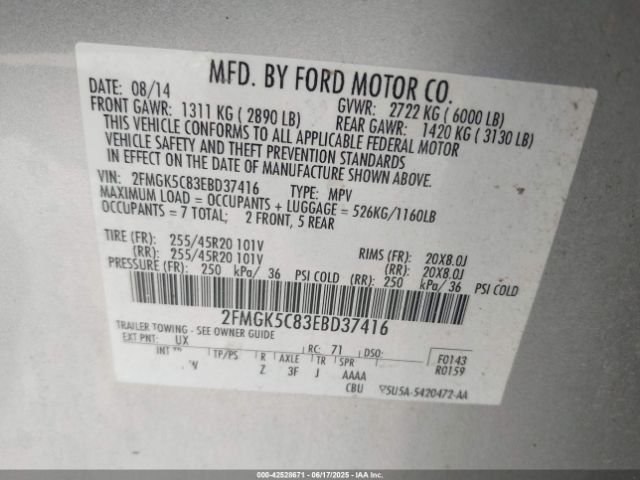 MFD. BY FORD MOTOR CO.
DATE: 08/14 GVWR: 2722 KG ( 6000 LB)
FRONT GAWR: 1311 KG ( 2890 LB) REAR GAWR: 1420 KG ( 3130 LB)
THIS VEHICLE CONFORMS TO ALL APPLICABLE FEDERAL MOTOR
VEHICLE SAFETY AND THEFT PREVENTION STANDARDS
IN EFFECT ON THE DATE OF MANUFACTURE SHOWN ABOVE.
VIN: 2FMGK5C83EBD37416 TYPE: MPV
MAXIMUM LOAD = OCCUPANTS + LUGGAGE = 526KG/1160LB
OCCUPANTS = 7 TOTAL; 2 FRONT, 5 REAR
TIRE (FR): 255/45R20 101V RIMS (FR): 20X8.0J
(RR): 255/45R20 101V (RR): 20X8.0J
PRESSURE (FR): 250 kPa/ 36 PSI COLD (RR): 250 kPa/ 36 PSI COLD
2FMGK5C83EBD37416
TRAILER TOWING - SEE OWNER GUIDE
EXT PNT: UX RC: 71 DSO: F0143
R0159
INT TP/PS R AXLE TR SPR
Z 3F J AAAA
CBU 5U5A-5420472-AA
000-42528671 - 06/17/2025 - IAAI.COM